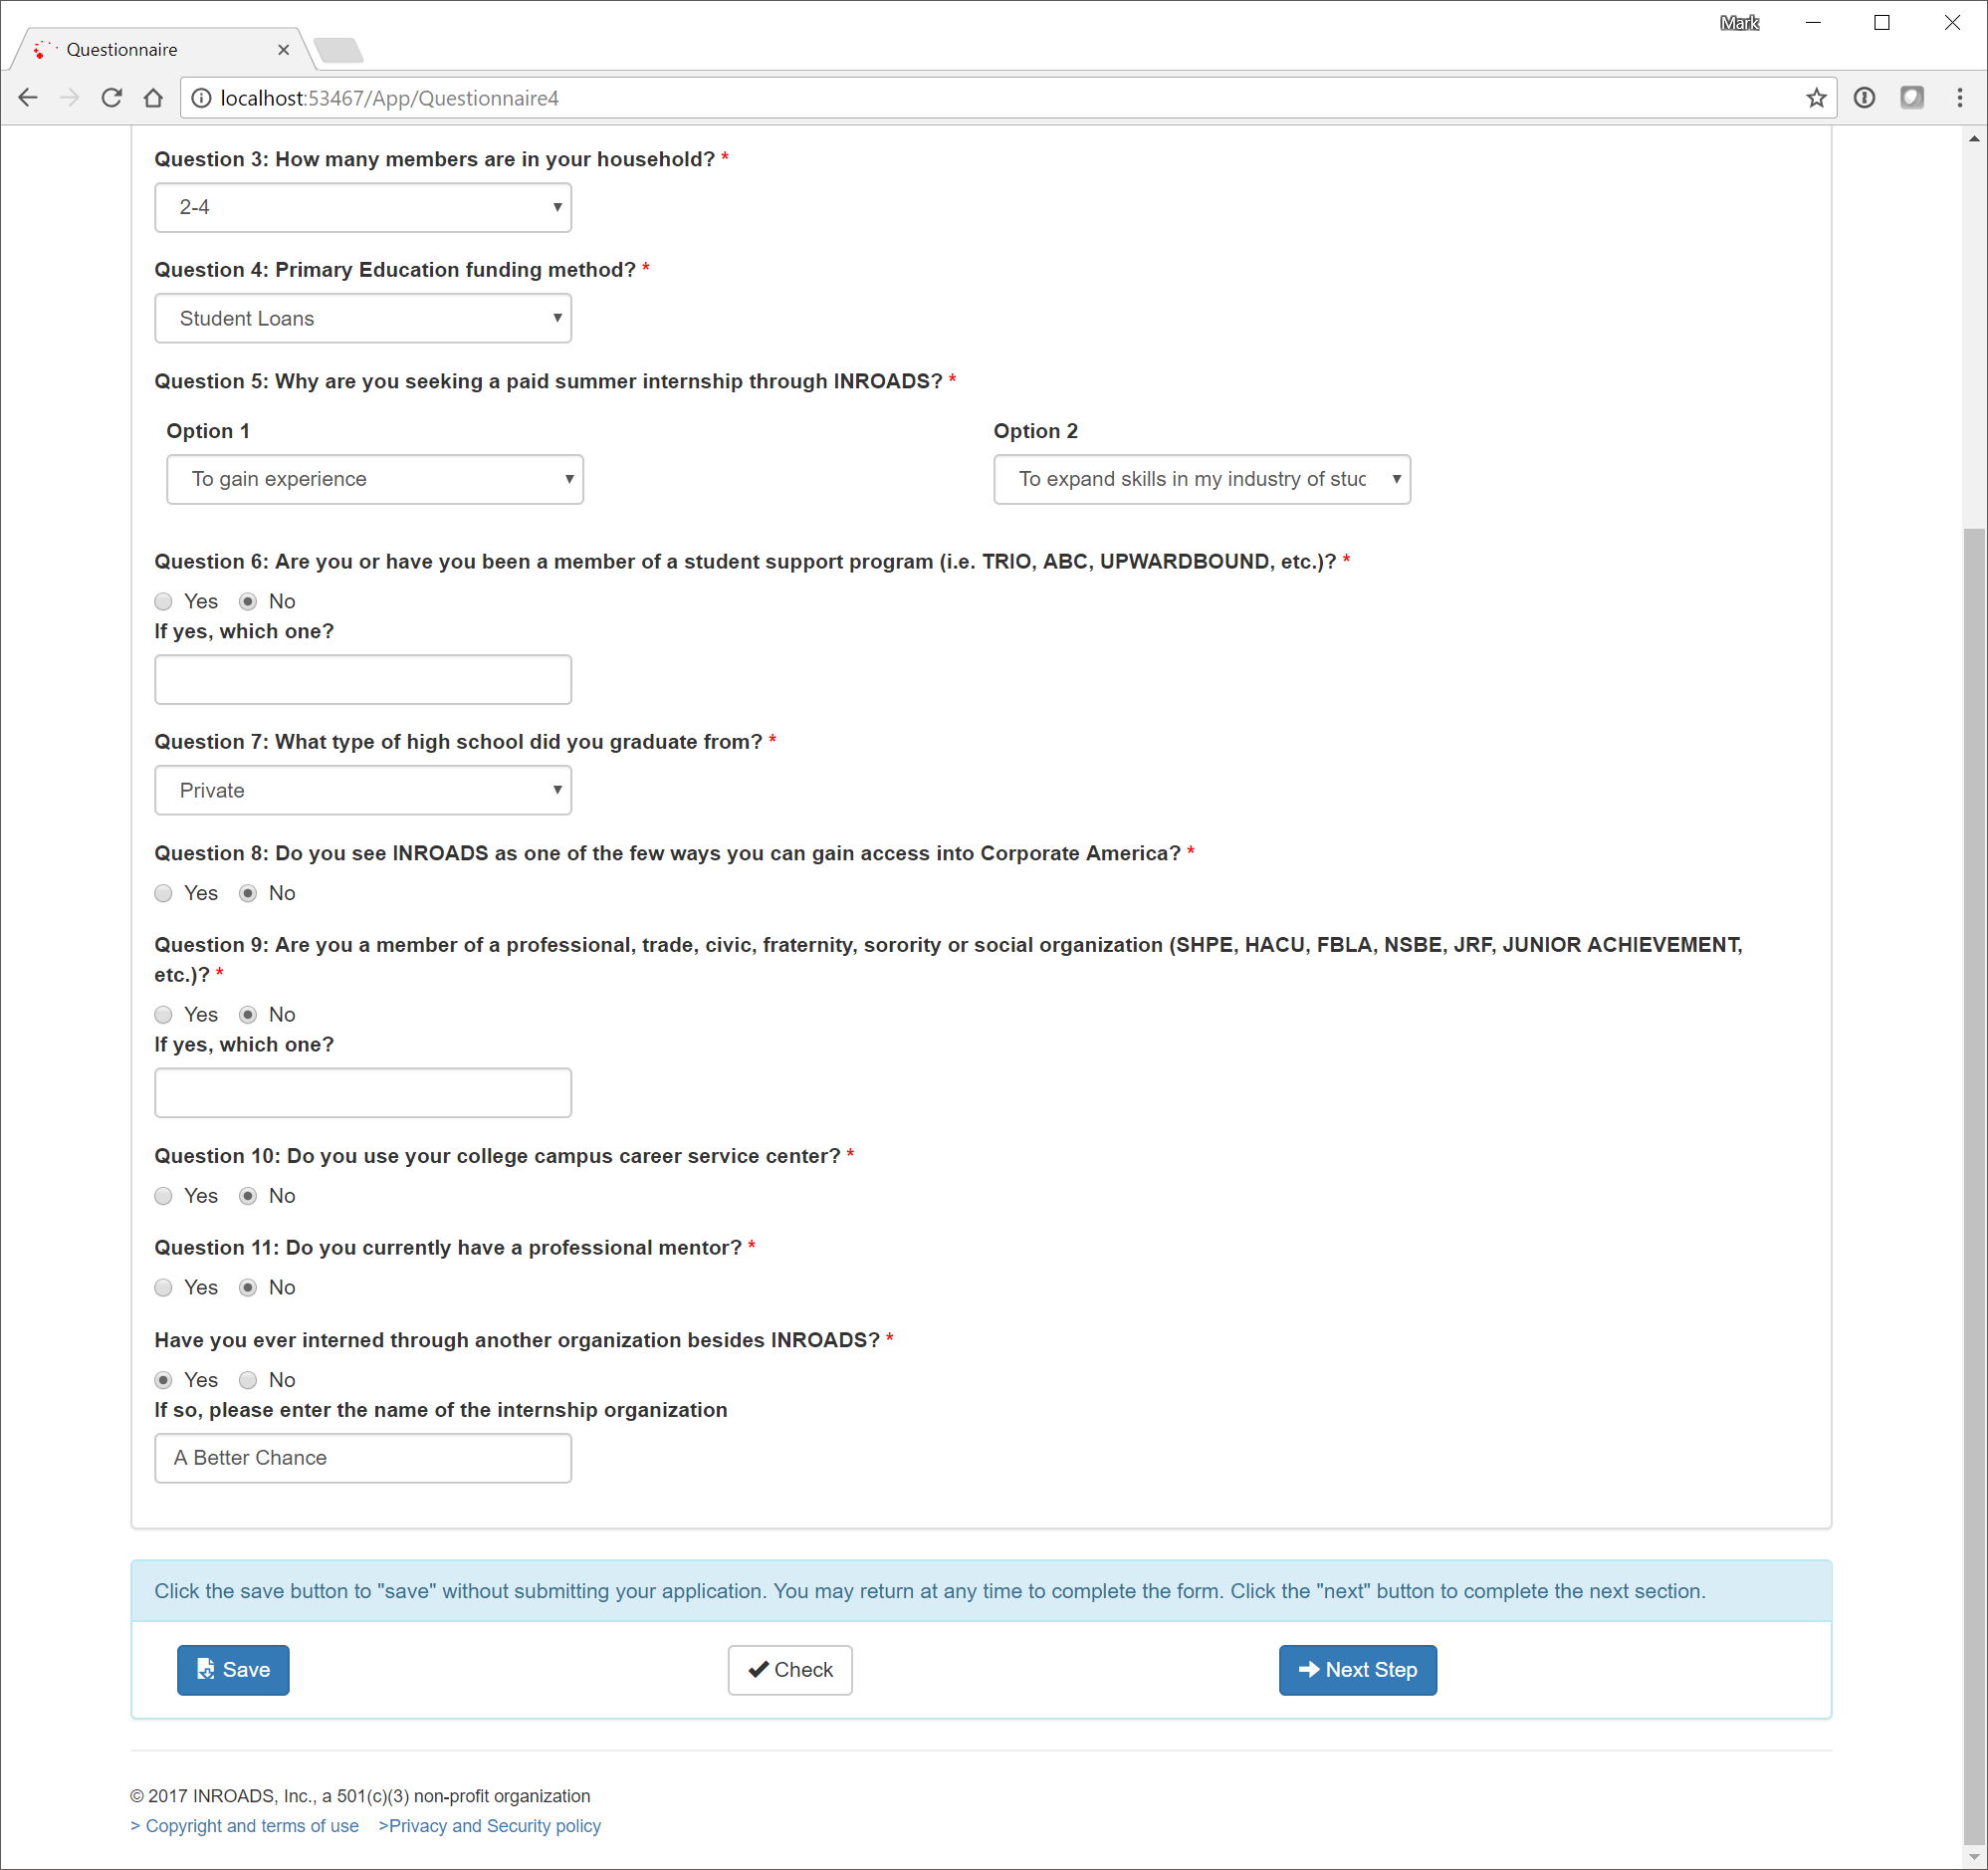 Mark
Questionnaire
localhost:53467/App/Questionnaire4
Question 3: How many members are in your household? *
2-4
Question 4: Primary Education funding method? *
Student Loans
Question 5: Why are you seeking a paid summer internship through INROADS? *
Option 1 Option 2
To gain experience To expand skills in my industry of stud
Question 6: Are you or have you been a member of a student support program (i.e. TRIO, ABC, UPWARDBOUND, etc.)? *
Yes No
If yes, which one?
Question 7: What type of high school did you graduate from? *
Private
Question 8: Do you see INROADS as one of the few ways you can gain access into Corporate America? *
Yes No
Question 9: Are you a member of a professional, trade, civic, fraternity, sorority or social organization (SHPE, HACU, FBLA, NSBE, JRF, JUNIOR ACHIEVEMENT,
etc.)? *
Yes No
If yes, which one?
Question 10: Do you use your college campus career service center? *
Yes No
Question 11: Do you currently have a professional mentor? *
Yes No
Have you ever interned through another organization besides INROADS? *
Yes No
If so, please enter the name of the internship organization
A Better Chance
Click the save button to "save" without submitting your application. You may return at any time to complete the form. Click the "next" button to complete the next section.
Save Check Next Step
© 2017 INROADS, Inc., a 501(c)(3) non-profit organization
> Copyright and terms of use >Privacy and Security policy